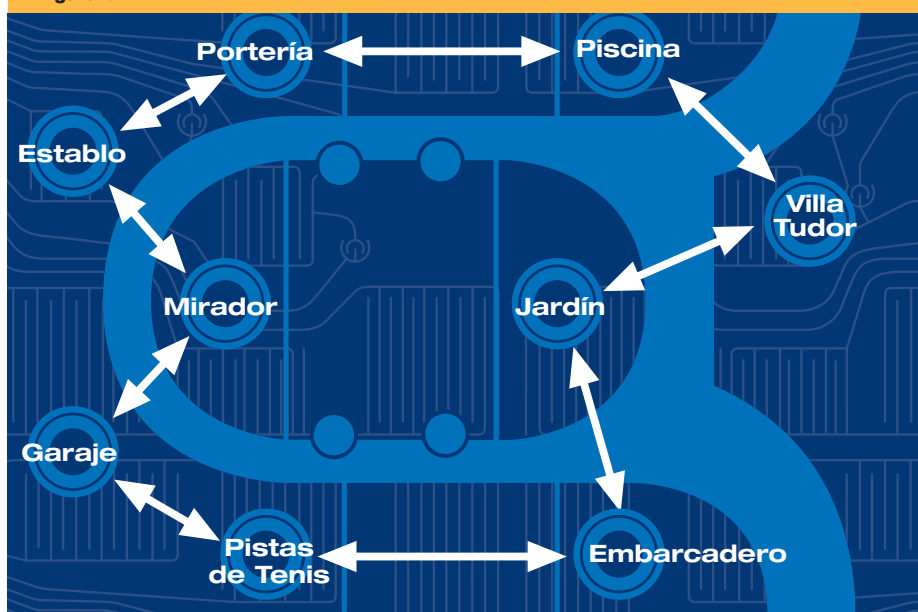 Portería
Piscina
Establo
Villa
Tudor
Mirador
Jardín
Garaje
Pistas
de Tenis
Embarcadero